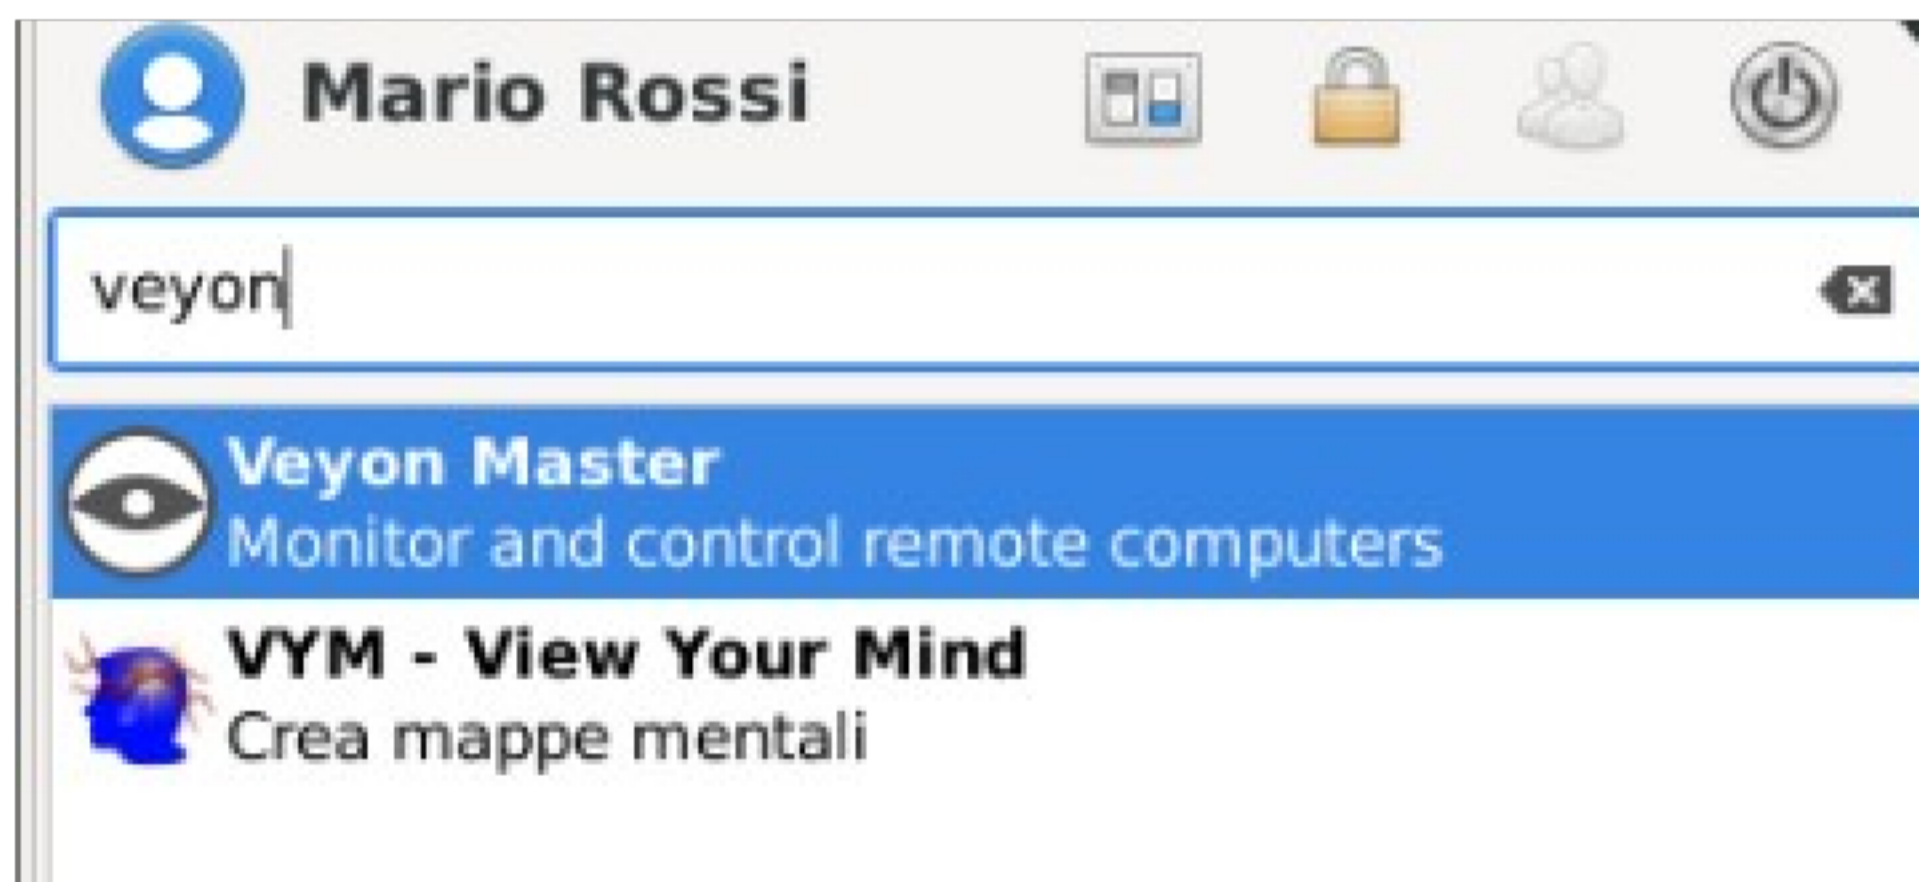 Mario Rossi
veyon
Veyon Master
Monitor and control remote computers
VYM - View Your Mind
Crea mappe mentali